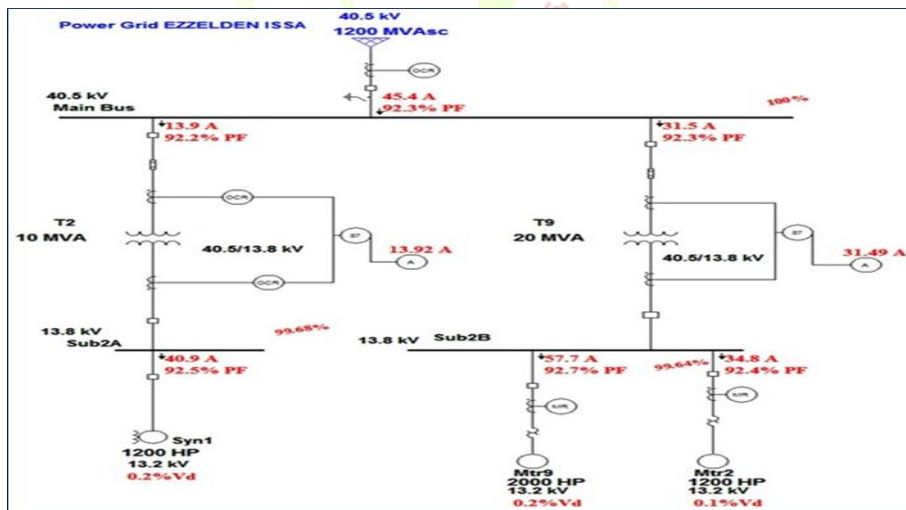 Power Grid EZZELDEN ISSA
40.5 kV
1200 MVAsc
OCR
40.5 kV
Main Bus
45.4 A
92.3% PF
100%
13.9 A
92.2% PF
31.5 A
92.3% PF
OCR
T2
10 MVA
40.5/13.8 kV
87
13.92 A
A
OCR
T9
20 MVA
40.5/13.8 kV
87
31.49 A
A
13.8 kV
Sub2A
99.68%
13.8 kV
Sub2B
40.9 A
92.5% PF
57.7 A
92.7% PF
99.64%
34.8 A
92.4% PF
MR
MR
Syn1
1200 HP
13.2 kV
0.2%Vd
Mtr9
2000 HP
13.2 kV
0.2%Vd
Mtr2
1200 HP
13.2 kV
0.1%Vd